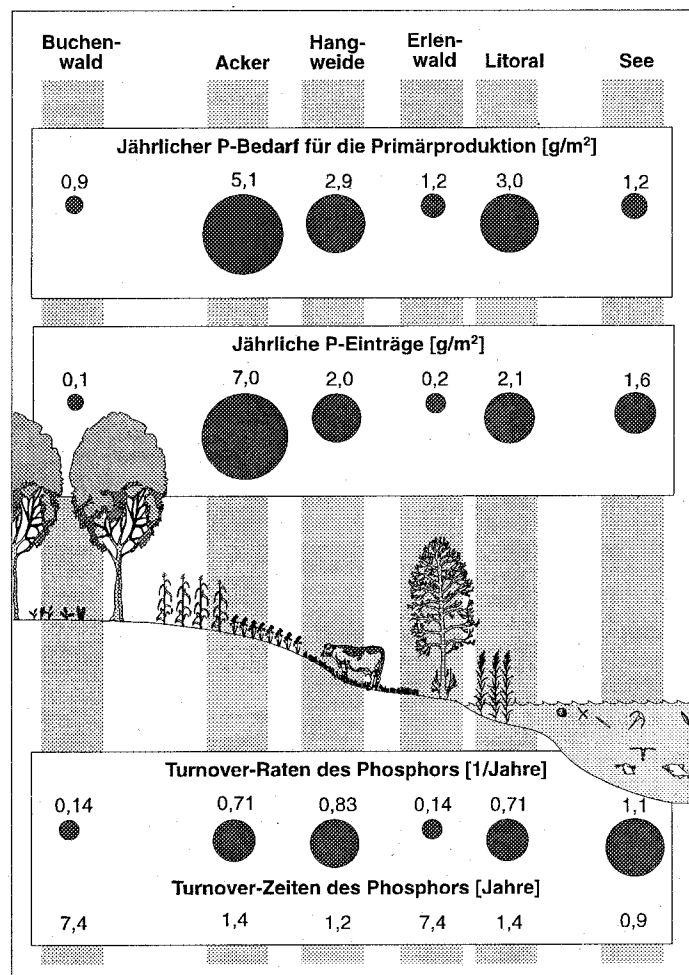 Buchen-
wald
Acker
Hang-
weide
Erlen-
wald
Litoral
See
Jährlicher P-Bedarf für die Primärproduktion [g/m²]
0,9 5,1 2,9 1,2 3,0 1,2
Jährliche P-Einträge [g/m²]
0,1 7,0 2,0 0,2 2,1 1,6
Turnover-Raten des Phosphors [1/Jahre]
0,14 0,71 0,83 0,14 0,71 1,1
Turnover-Zeiten des Phosphors [Jahre]
7,4 1,4 1,2 7,4 1,4 0,9